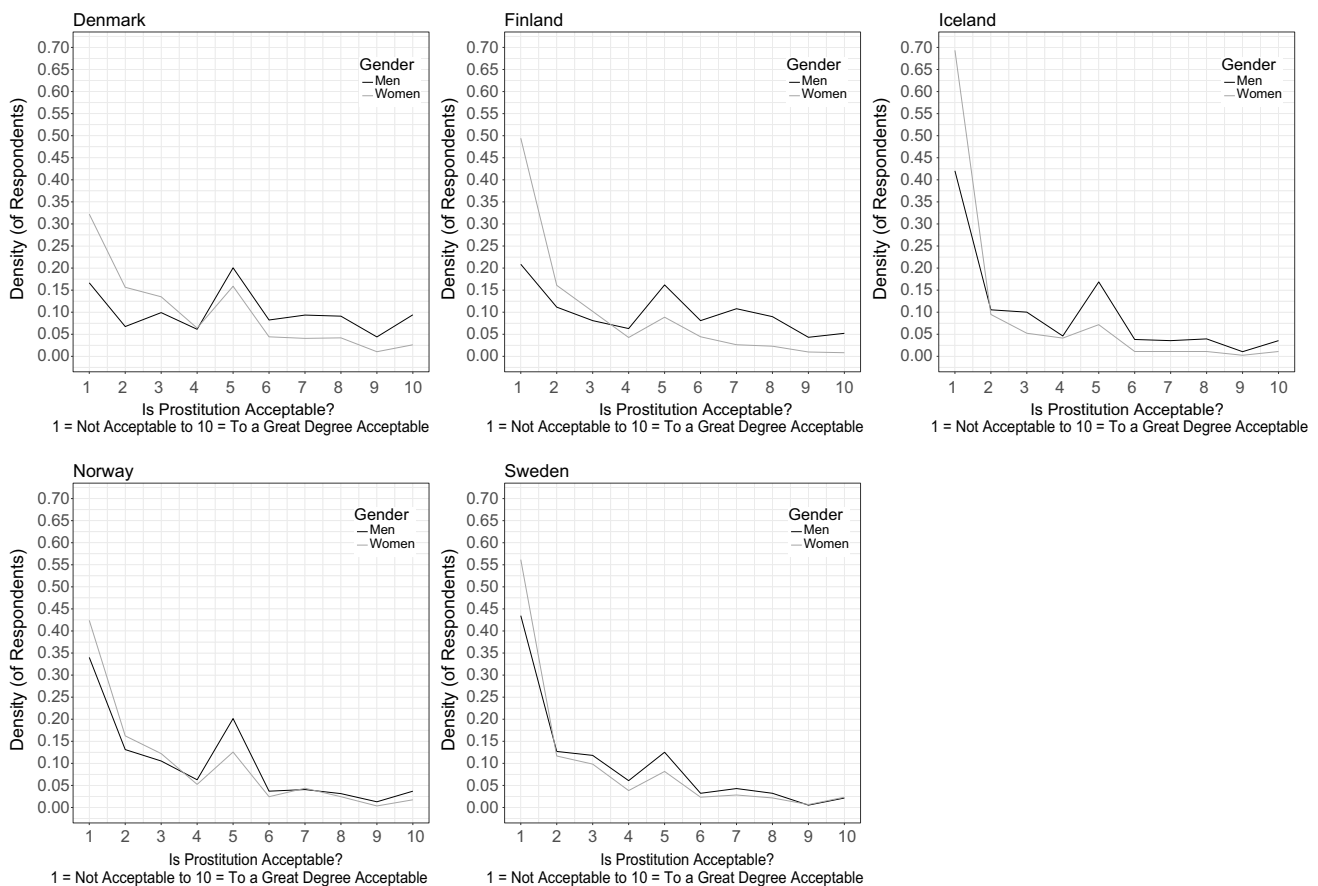 Denmark
Density (of Respondents)
0.70
0.65
0.60
0.55
0.50
0.45
0.40
0.35
0.30
0.25
0.20
0.15
0.10
0.05
0.00
Gender
Men
Women
1 2 3 4 5 6 7 8 9 10
Is Prostitution Acceptable?
1 = Not Acceptable to 10 = To a Great Degree Acceptable
Finland
Density (of Respondents)
0.70
0.65
0.60
0.55
0.50
0.45
0.40
0.35
0.30
0.25
0.20
0.15
0.10
0.05
0.00
Gender
Men
Women
1 2 3 4 5 6 7 8 9 10
Is Prostitution Acceptable?
1 = Not Acceptable to 10 = To a Great Degree Acceptable
Iceland
Density (of Respondents)
0.70
0.65
0.60
0.55
0.50
0.45
0.40
0.35
0.30
0.25
0.20
0.15
0.10
0.05
0.00
Gender
Men
Women
1 2 3 4 5 6 7 8 9 10
Is Prostitution Acceptable?
1 = Not Acceptable to 10 = To a Great Degree Acceptable
Norway
Density (of Respondents)
0.70
0.65
0.60
0.55
0.50
0.45
0.40
0.35
0.30
0.25
0.20
0.15
0.10
0.05
0.00
Gender
Men
Women
1 2 3 4 5 6 7 8 9 10
Is Prostitution Acceptable?
1 = Not Acceptable to 10 = To a Great Degree Acceptable
Sweden
Density (of Respondents)
0.70
0.65
0.60
0.55
0.50
0.45
0.40
0.35
0.30
0.25
0.20
0.15
0.10
0.05
0.00
Gender
Men
Women
1 2 3 4 5 6 7 8 9 10
Is Prostitution Acceptable?
1 = Not Acceptable to 10 = To a Great Degree Acceptable